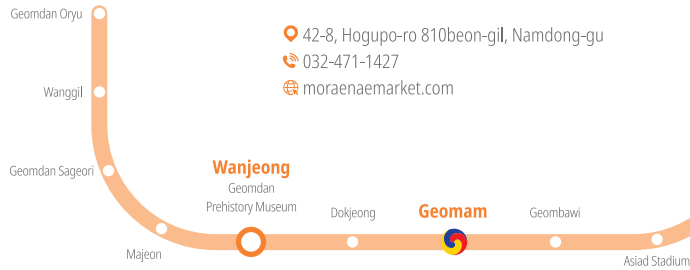 Geomdan Oryu
42-8, Hogupo-ro 810beon-gil, Namdong-gu
032-471-1427
moraenaemarket.com
Wanggil
Geomdan Sageori
Wanjeong
Geomdan
Prehistory Museum
Dokjeong
Geomam
Geombawi
Majeon
Asiad Stadium